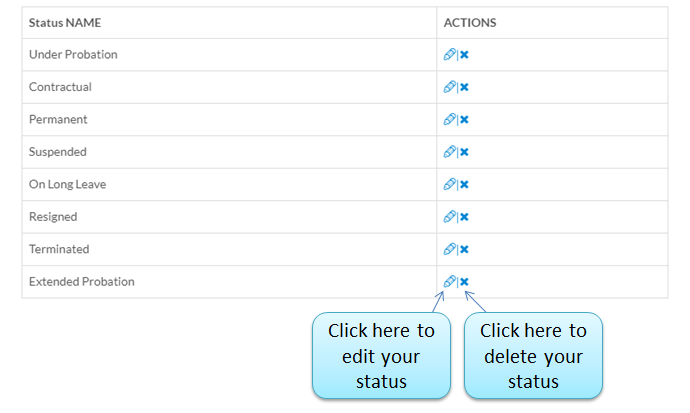 Status NAME ACTIONS
Under Probation
Contractual
Permanent
Suspended
On Long Leave
Resigned
Terminated
Extended Probation
Click here to
edit your
status
Click here to
delete your
status